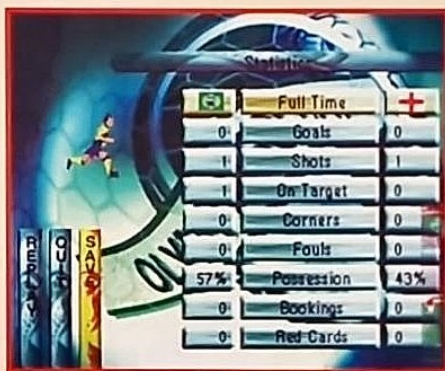 Statistics
Full Time
0 Goals 0
1 Shots 1
1 On Target 0
0 Corners 0
0 Fouls 0
57% Possession 43%
0 Bookings 0
0 Red Cards 0
REPLAY
QUIT
SAVE